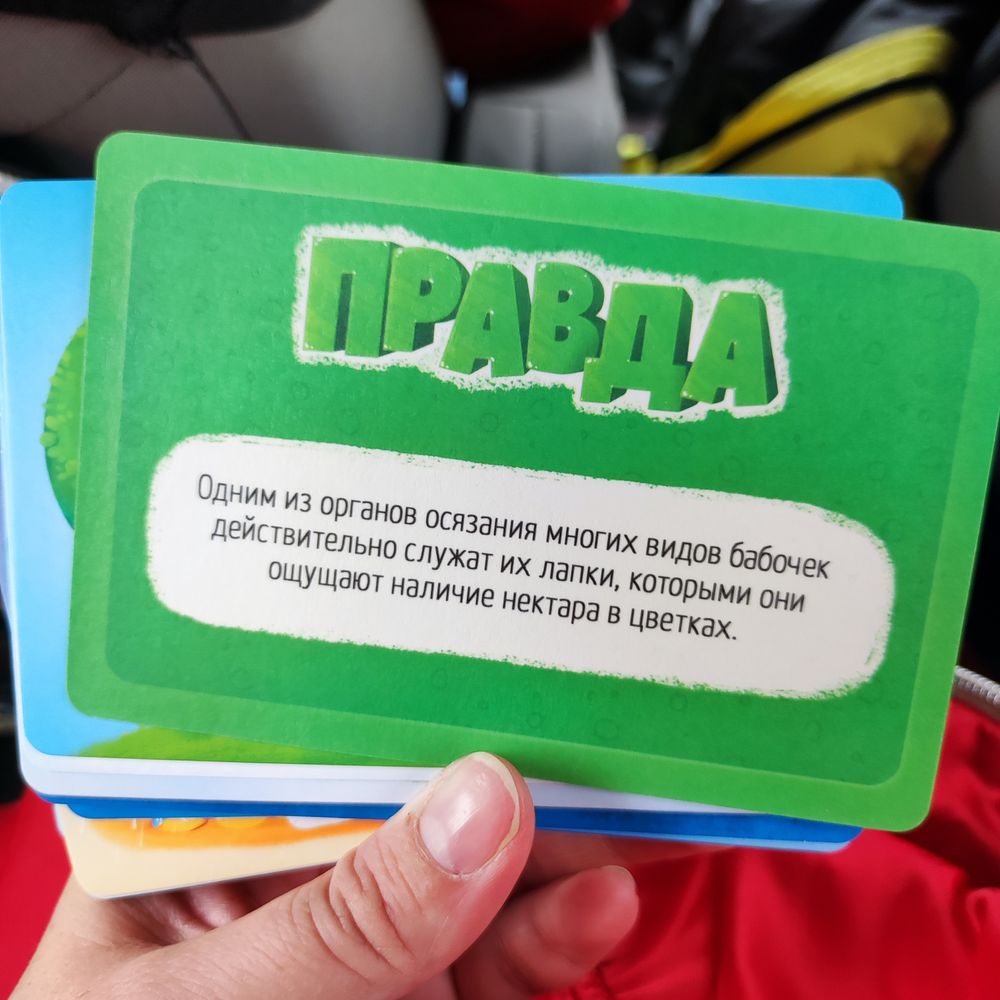 ПРАВДА
Одним из органов осязания многих видов бабочек
действительно служат их лапки, которыми они
ощущают наличие нектара в цветках.